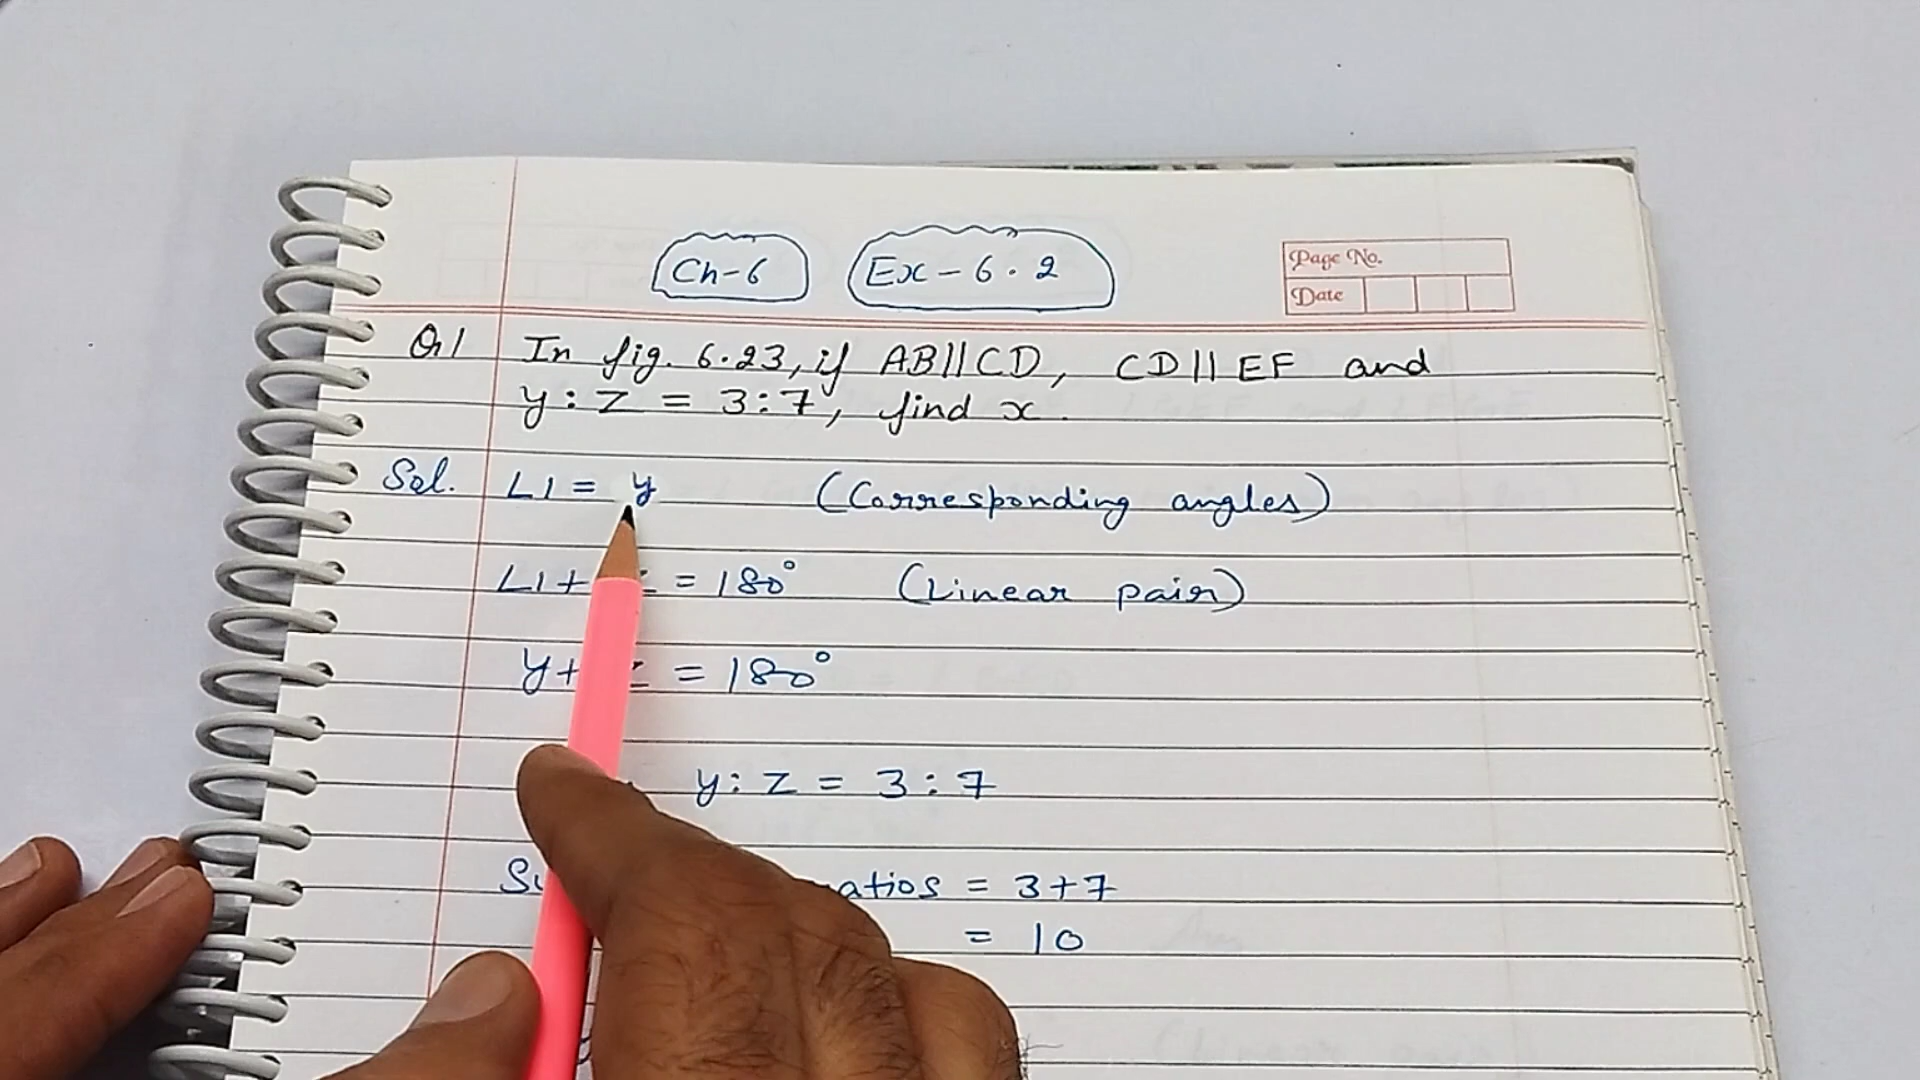 Ch-6 Ex-6.2
Page No.
Date
Q1 In fig. 6.23, if AB||CD, CD||EF and
y:z = 3:7, find x.
Sol. ∠1 = y (Corresponding angles)
∠1+ = 180° (Linear pair)
y+ = 180°
y:z = 3:7
= 3+7
= 10